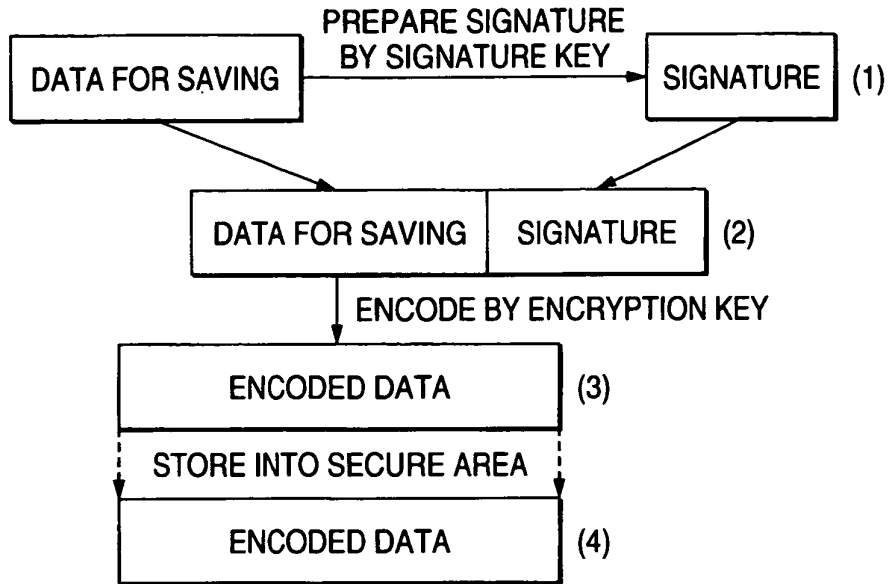 PREPARE SIGNATURE
BY SIGNATURE KEY
DATA FOR SAVING
SIGNATURE
(1)
DATA FOR SAVING
SIGNATURE
(2)
ENCODE BY ENCRYPTION KEY
ENCODED DATA
(3)
STORE INTO SECURE AREA
ENCODED DATA
(4)